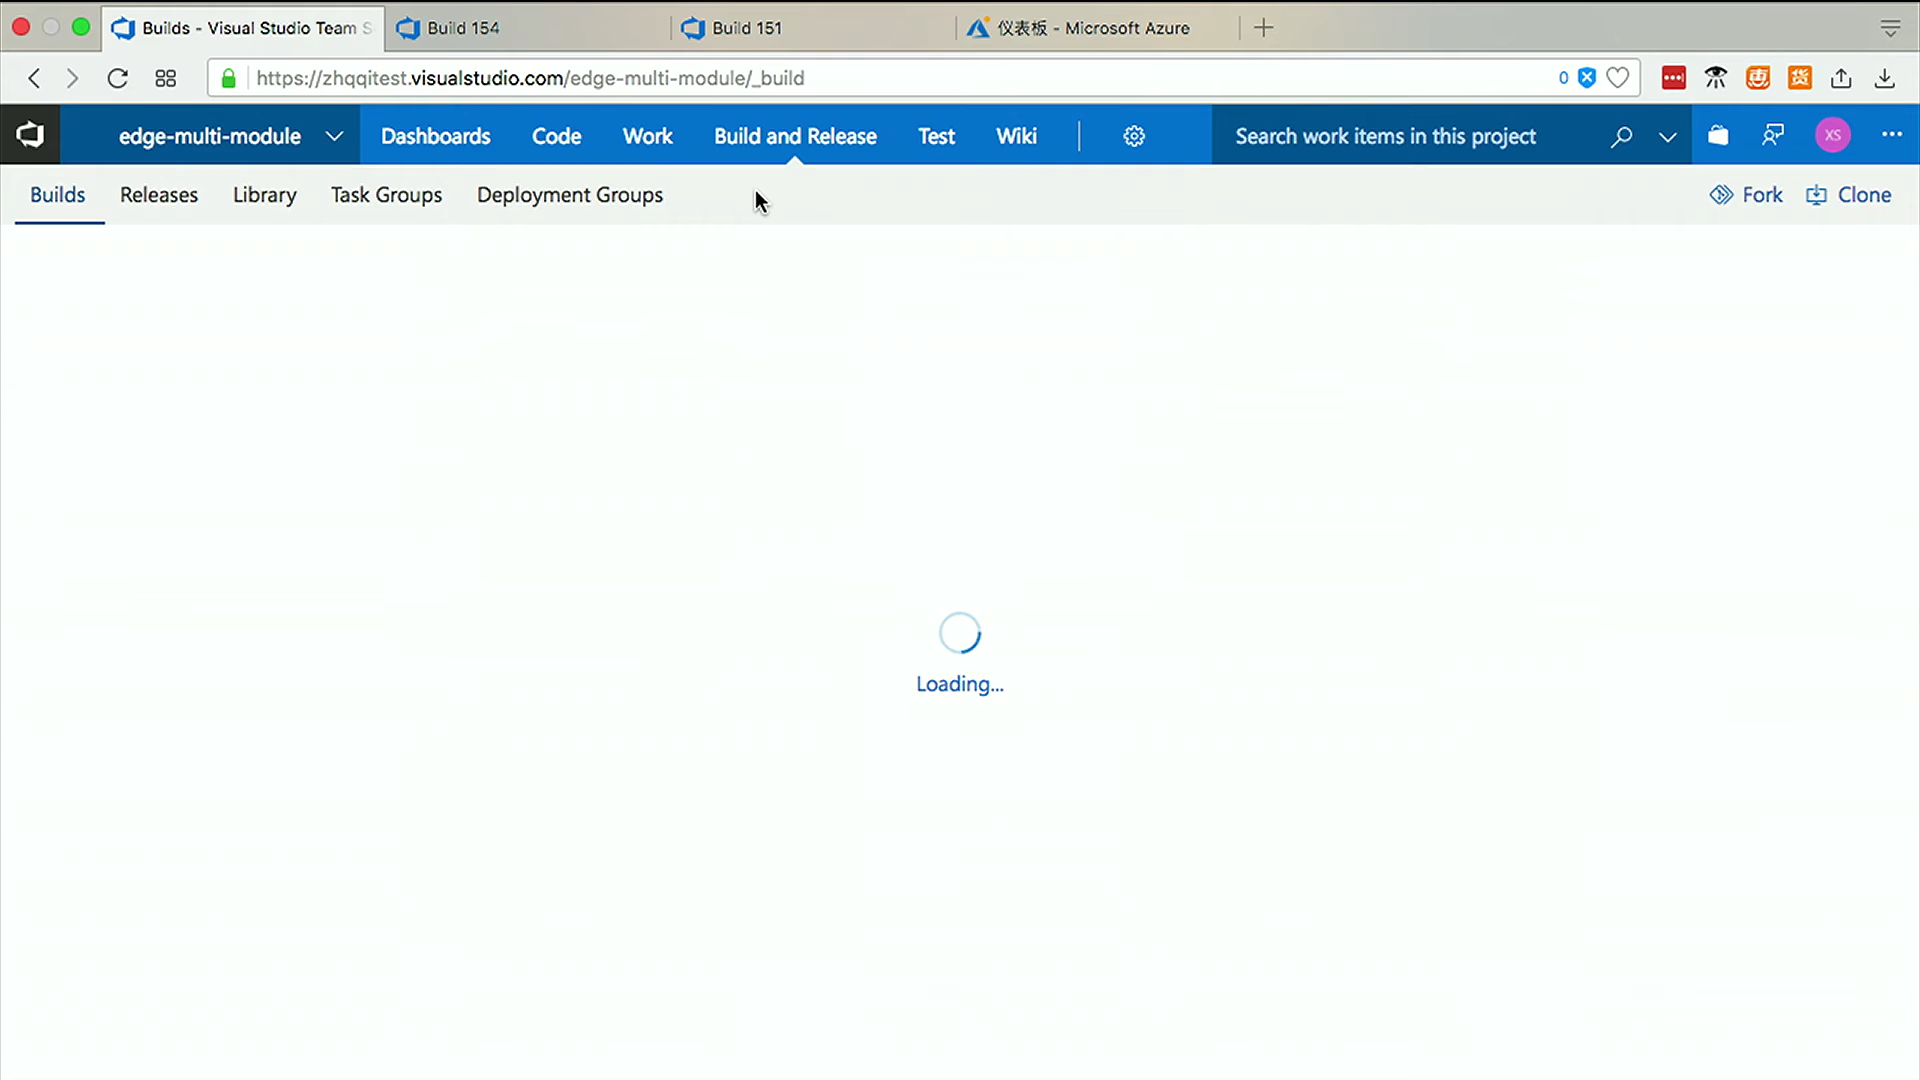 Builds - Visual Studio Team S
Build 154
Build 151
仪表板 - Microsoft Azure
https://zhqqitest.visualstudio.com/edge-multi-module/_build
0
惠
货
edge-multi-module
Dashboards
Code
Work
Build and Release
Test
Wiki
Search work items in this project
XS
Builds
Releases
Library
Task Groups
Deployment Groups
Fork
Clone
Loading...